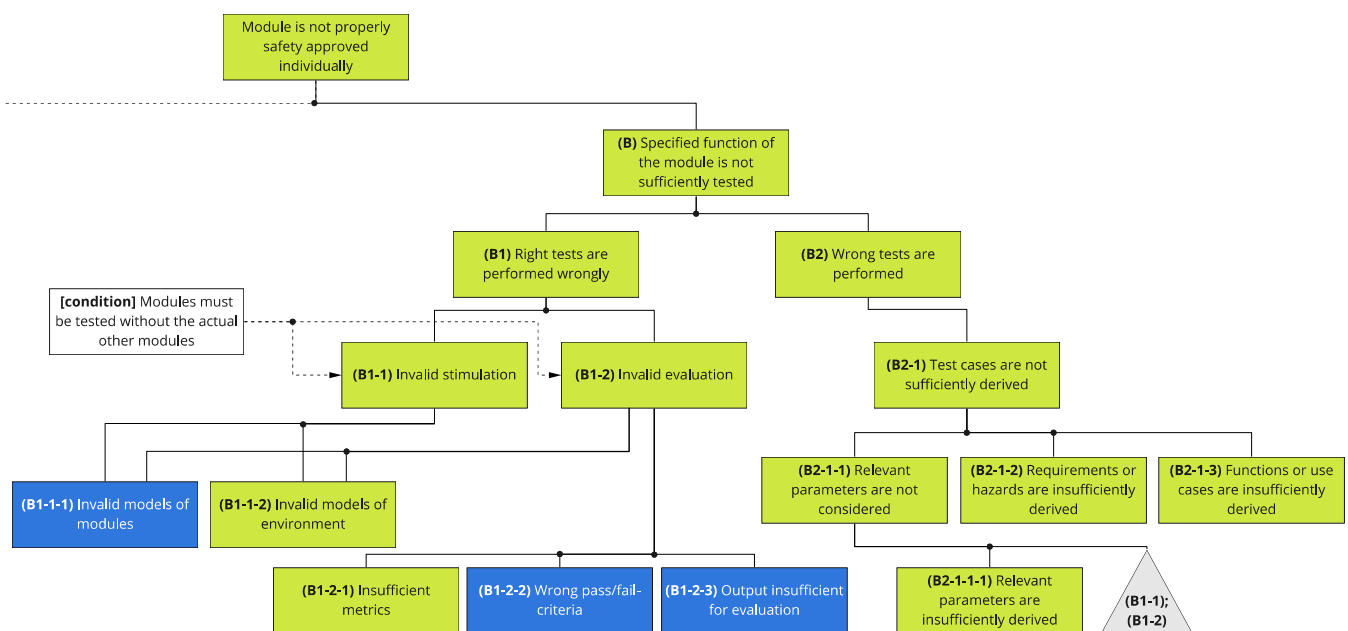 Module is not properly
safety approved
individually
(B) Specified function of
the module is not
sufficiently tested
(B1) Right tests are
performed wrongly
(B2) Wrong tests are
performed
[condition] Modules must
be tested without the actual
other modules
(B1-1) Invalid stimulation
(B1-2) Invalid evaluation
(B2-1) Test cases are not
sufficiently derived
(B1-1-1) Invalid models of
modules
(B1-1-2) Invalid models of
environment
(B2-1-1) Relevant
parameters are not
considered
(B2-1-2) Requirements or
hazards are insufficiently
derived
(B2-1-3) Functions or use
cases are insufficiently
derived
(B1-2-1) Insufficient
metrics
(B1-2-2) Wrong pass/fail-
criteria
(B1-2-3) Output insufficient
for evaluation
(B2-1-1-1) Relevant
parameters are
insufficiently derived
(B1-1);
(B1-2)